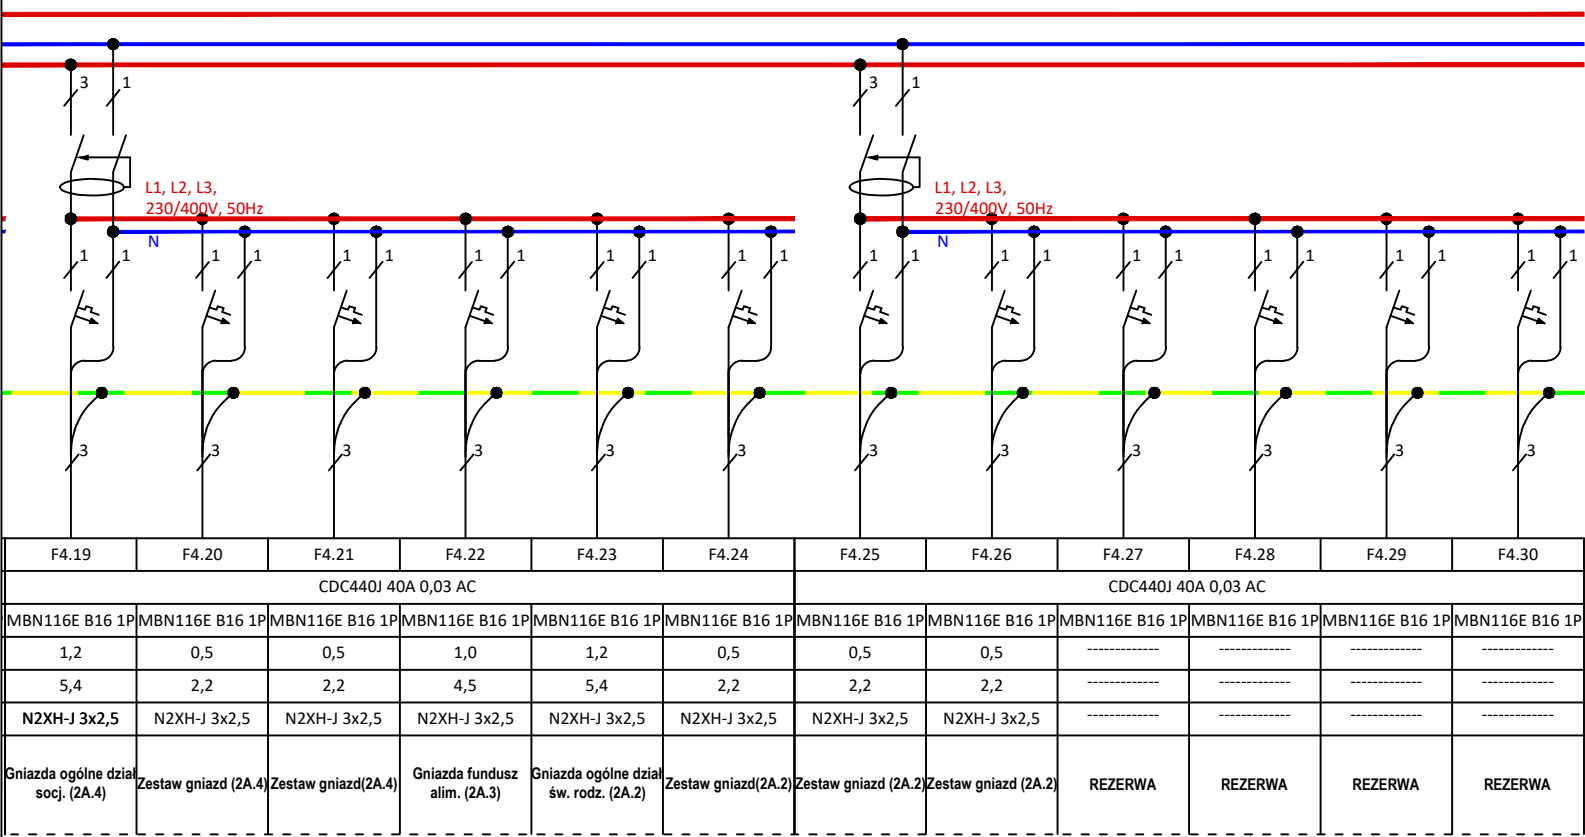 3 1 3 1
L1, L2, L3, L1, L2, L3,
230/400V, 50Hz 230/400V, 50Hz
N N
1 1 1 1 1 1 1 1 1 1 1 1 1 1 1 1 1 1 1 1 1 1 1 1
3 3 3 3 3 3 3 3 3 3 3 3
F4.19 F4.20 F4.21 F4.22 F4.23 F4.24 F4.25 F4.26 F4.27 F4.28 F4.29 F4.30
CDC440J 40A 0,03 AC CDC440J 40A 0,03 AC
MBN116E B16 1P MBN116E B16 1P MBN116E B16 1P MBN116E B16 1P MBN116E B16 1P MBN116E B16 1P MBN116E B16 1P MBN116E B16 1P MBN116E B16 1P MBN116E B16 1P MBN116E B16 1P MBN116E B16 1P
1,2 0,5 0,5 1,0 1,2 0,5 0,5 0,5 ------------- ------------- ------------- -------------
5,4 2,2 2,2 4,5 5,4 2,2 2,2 2,2 ------------- ------------- ------------- -------------
N2XH-J 3x2,5 N2XH-J 3x2,5 N2XH-J 3x2,5 N2XH-J 3x2,5 N2XH-J 3x2,5 N2XH-J 3x2,5 N2XH-J 3x2,5 N2XH-J 3x2,5 ------------- ------------- ------------- -------------
Gniazda ogólne dział
socj. (2A.4)
Zestaw gniazd (2A.4)
Zestaw gniazd(2A.4)
Gniazda fundusz
alim. (2A.3)
Gniazda ogólne dział
św. rodz. (2A.2)
Zestaw gniazd(2A.2)
Zestaw gniazd (2A.2)
Zestaw gniazd (2A.2)
REZERWA
REZERWA
REZERWA
REZERWA